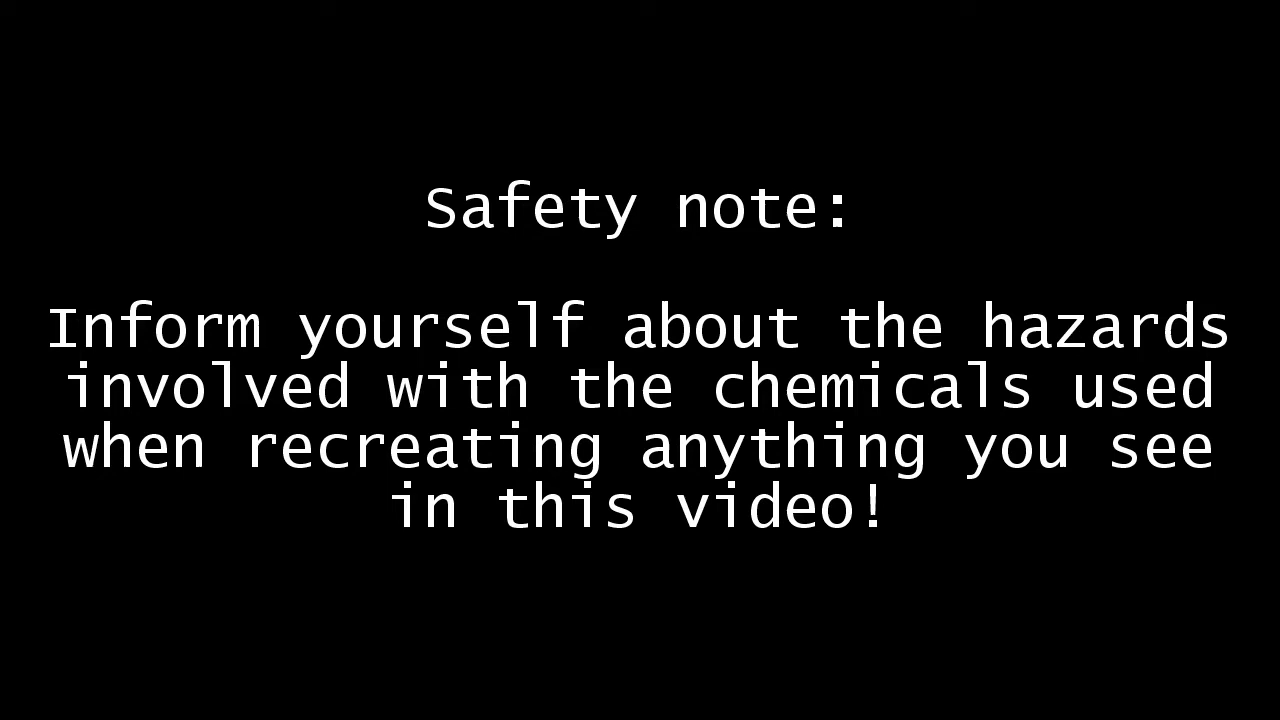 Safety note:
Inform yourself about the hazards
involved with the chemicals used
when recreating anything you see
in this video!